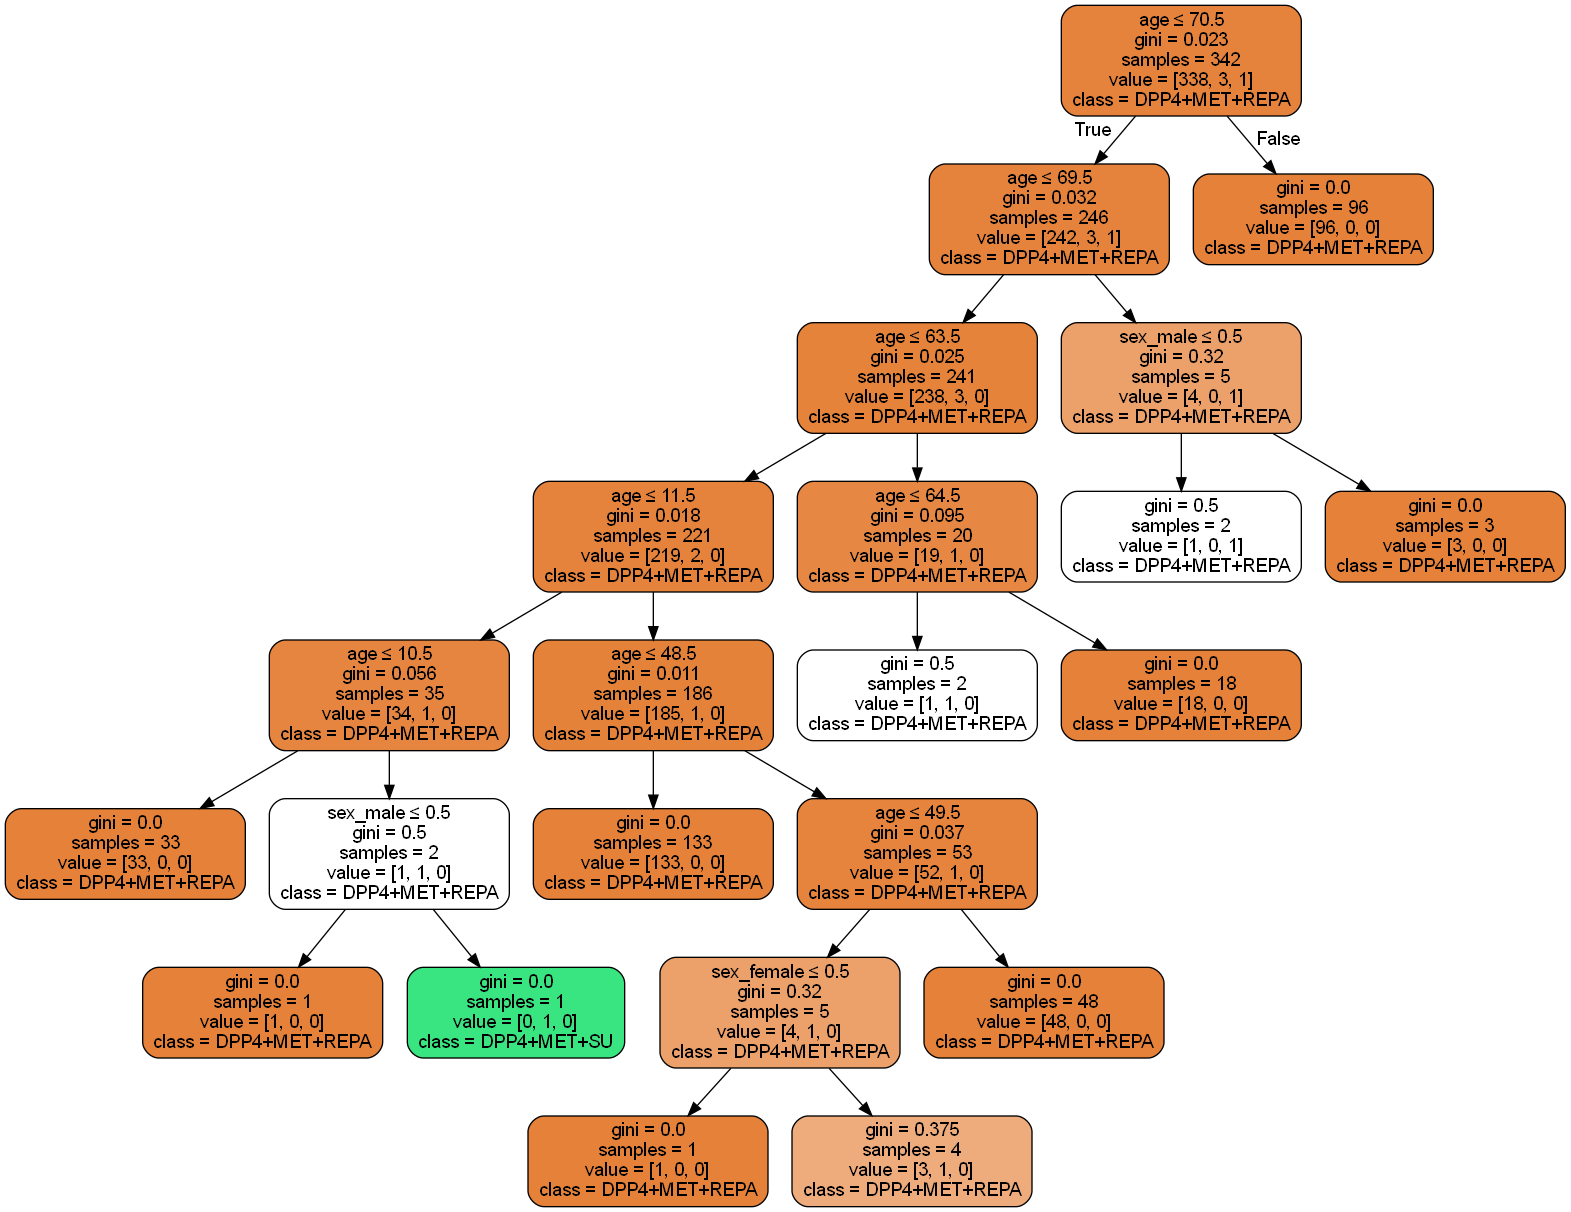 age ≤ 70.5
gini = 0.023
samples = 342
value = [338, 3, 1]
class = DPP4+MET+REPA
True
False
age ≤ 69.5
gini = 0.032
samples = 246
value = [242, 3, 1]
class = DPP4+MET+REPA
gini = 0.0
samples = 96
value = [96, 0, 0]
class = DPP4+MET+REPA
age ≤ 63.5
gini = 0.025
samples = 241
value = [238, 3, 0]
class = DPP4+MET+REPA
sex_male ≤ 0.5
gini = 0.32
samples = 5
value = [4, 0, 1]
class = DPP4+MET+REPA
age ≤ 11.5
gini = 0.018
samples = 221
value = [219, 2, 0]
class = DPP4+MET+REPA
age ≤ 64.5
gini = 0.095
samples = 20
value = [19, 1, 0]
class = DPP4+MET+REPA
gini = 0.5
samples = 2
value = [1, 0, 1]
class = DPP4+MET+REPA
gini = 0.0
samples = 3
value = [3, 0, 0]
class = DPP4+MET+REPA
age ≤ 10.5
gini = 0.056
samples = 35
value = [34, 1, 0]
class = DPP4+MET+REPA
age ≤ 48.5
gini = 0.011
samples = 186
value = [185, 1, 0]
class = DPP4+MET+REPA
gini = 0.5
samples = 2
value = [1, 1, 0]
class = DPP4+MET+REPA
gini = 0.0
samples = 18
value = [18, 0, 0]
class = DPP4+MET+REPA
gini = 0.0
samples = 33
value = [33, 0, 0]
class = DPP4+MET+REPA
sex_male ≤ 0.5
gini = 0.5
samples = 2
value = [1, 1, 0]
class = DPP4+MET+REPA
gini = 0.0
samples = 133
value = [133, 0, 0]
class = DPP4+MET+REPA
age ≤ 49.5
gini = 0.037
samples = 53
value = [52, 1, 0]
class = DPP4+MET+REPA
gini = 0.0
samples = 1
value = [1, 0, 0]
class = DPP4+MET+REPA
gini = 0.0
samples = 1
value = [0, 1, 0]
class = DPP4+MET+SU
sex_female ≤ 0.5
gini = 0.32
samples = 5
value = [4, 1, 0]
class = DPP4+MET+REPA
gini = 0.0
samples = 48
value = [48, 0, 0]
class = DPP4+MET+REPA
gini = 0.0
samples = 1
value = [1, 0, 0]
class = DPP4+MET+REPA
gini = 0.375
samples = 4
value = [3, 1, 0]
class = DPP4+MET+REPA